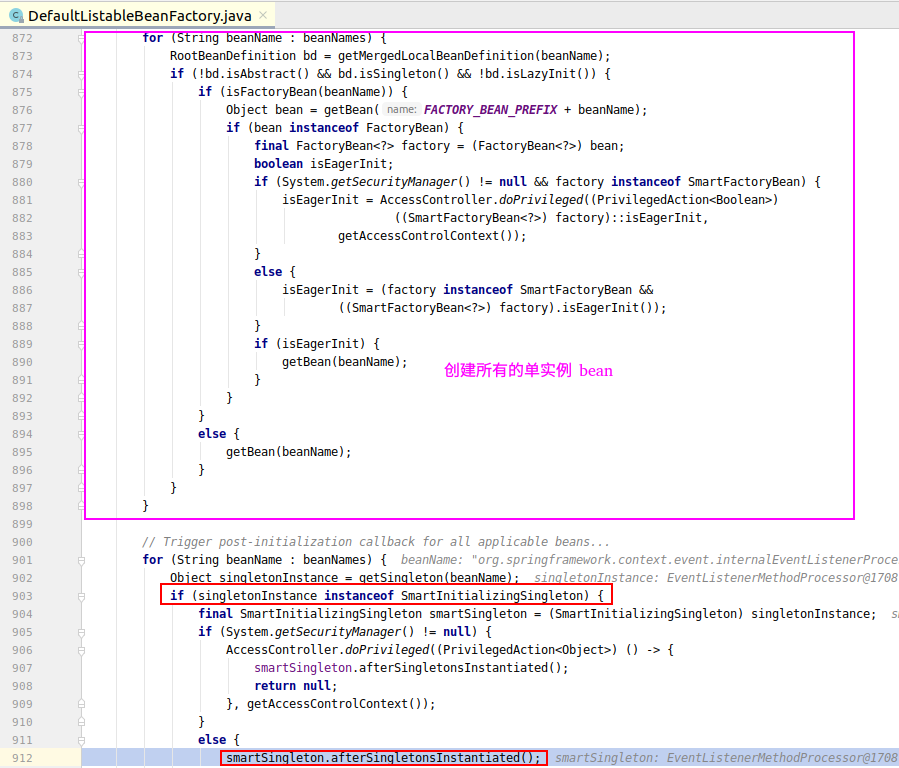 DefaultListableBeanFactory.java
872 for (String beanName : beanNames) {
873 RootBeanDefinition bd = getMergedLocalBeanDefinition(beanName);
874 if (!bd.isAbstract() && bd.isSingleton() && !bd.isLazyInit()) {
875 if (isFactoryBean(beanName)) {
876 Object bean = getBean( name: FACTORY_BEAN_PREFIX + beanName);
877 if (bean instanceof FactoryBean) {
878 final FactoryBean<?> factory = (FactoryBean<?>) bean;
879 boolean isEagerInit;
880 if (System.getSecurityManager() != null && factory instanceof SmartFactoryBean) {
881 isEagerInit = AccessController.doPrivileged((PrivilegedAction<Boolean>)
882 ((SmartFactoryBean<?>) factory)::isEagerInit,
883 getAccessControlContext());
884 }
885 else {
886 isEagerInit = (factory instanceof SmartFactoryBean &&
887 ((SmartFactoryBean<?>) factory).isEagerInit());
888 }
889 if (isEagerInit) {
890 getBean(beanName);
创建所有的单实例 bean
891 }
892 }
893 }
894 else {
895 getBean(beanName);
896 }
897 }
898 }
899
900 // Trigger post-initialization callback for all applicable beans...
901 for (String beanName : beanNames) { beanName: "org.springframework.context.event.internalEventListenerProce
902 Object singletonInstance = getSingleton(beanName); singletonInstance: EventListenerMethodProcessor@1708
903 if (singletonInstance instanceof SmartInitializingSingleton) {
904 final SmartInitializingSingleton smartSingleton = (SmartInitializingSingleton) singletonInstance; s
905 if (System.getSecurityManager() != null) {
906 AccessController.doPrivileged((PrivilegedAction<Object>) () -> {
907 smartSingleton.afterSingletonsInstantiated();
908 return null;
909 }, getAccessControlContext());
910 }
911 else {
912 smartSingleton.afterSingletonsInstantiated(); smartSingleton: EventListenerMethodProcessor@1708